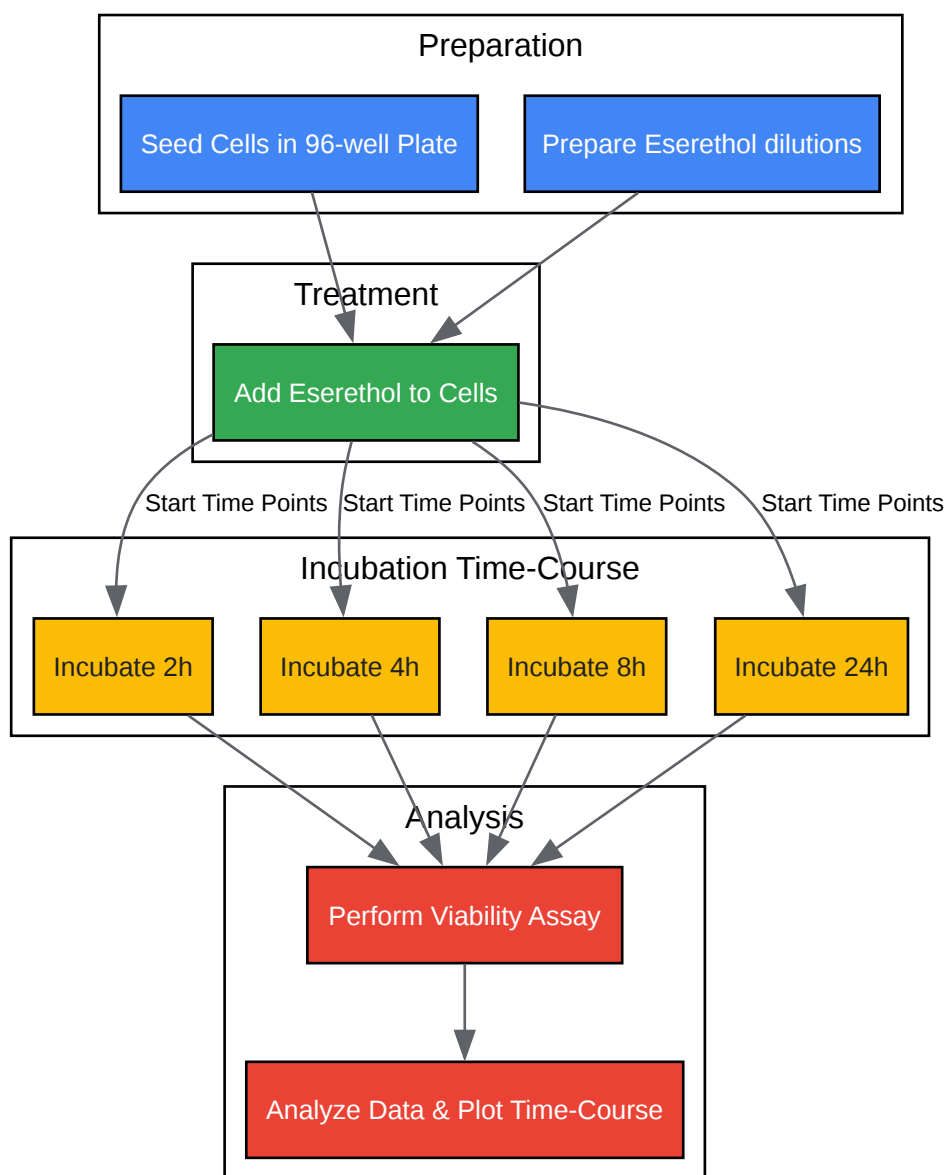 Preparation
Seed Cells in 96-well Plate
Prepare Eserethol dilutions
Treatment
Add Eserethol to Cells
Start Time Points
Start Time Points
Start Time Points
Start Time Points
Incubation Time-Course
Incubate 2h
Incubate 4h
Incubate 8h
Incubate 24h
Analysis
Perform Viability Assay
Analyze Data & Plot Time-Course